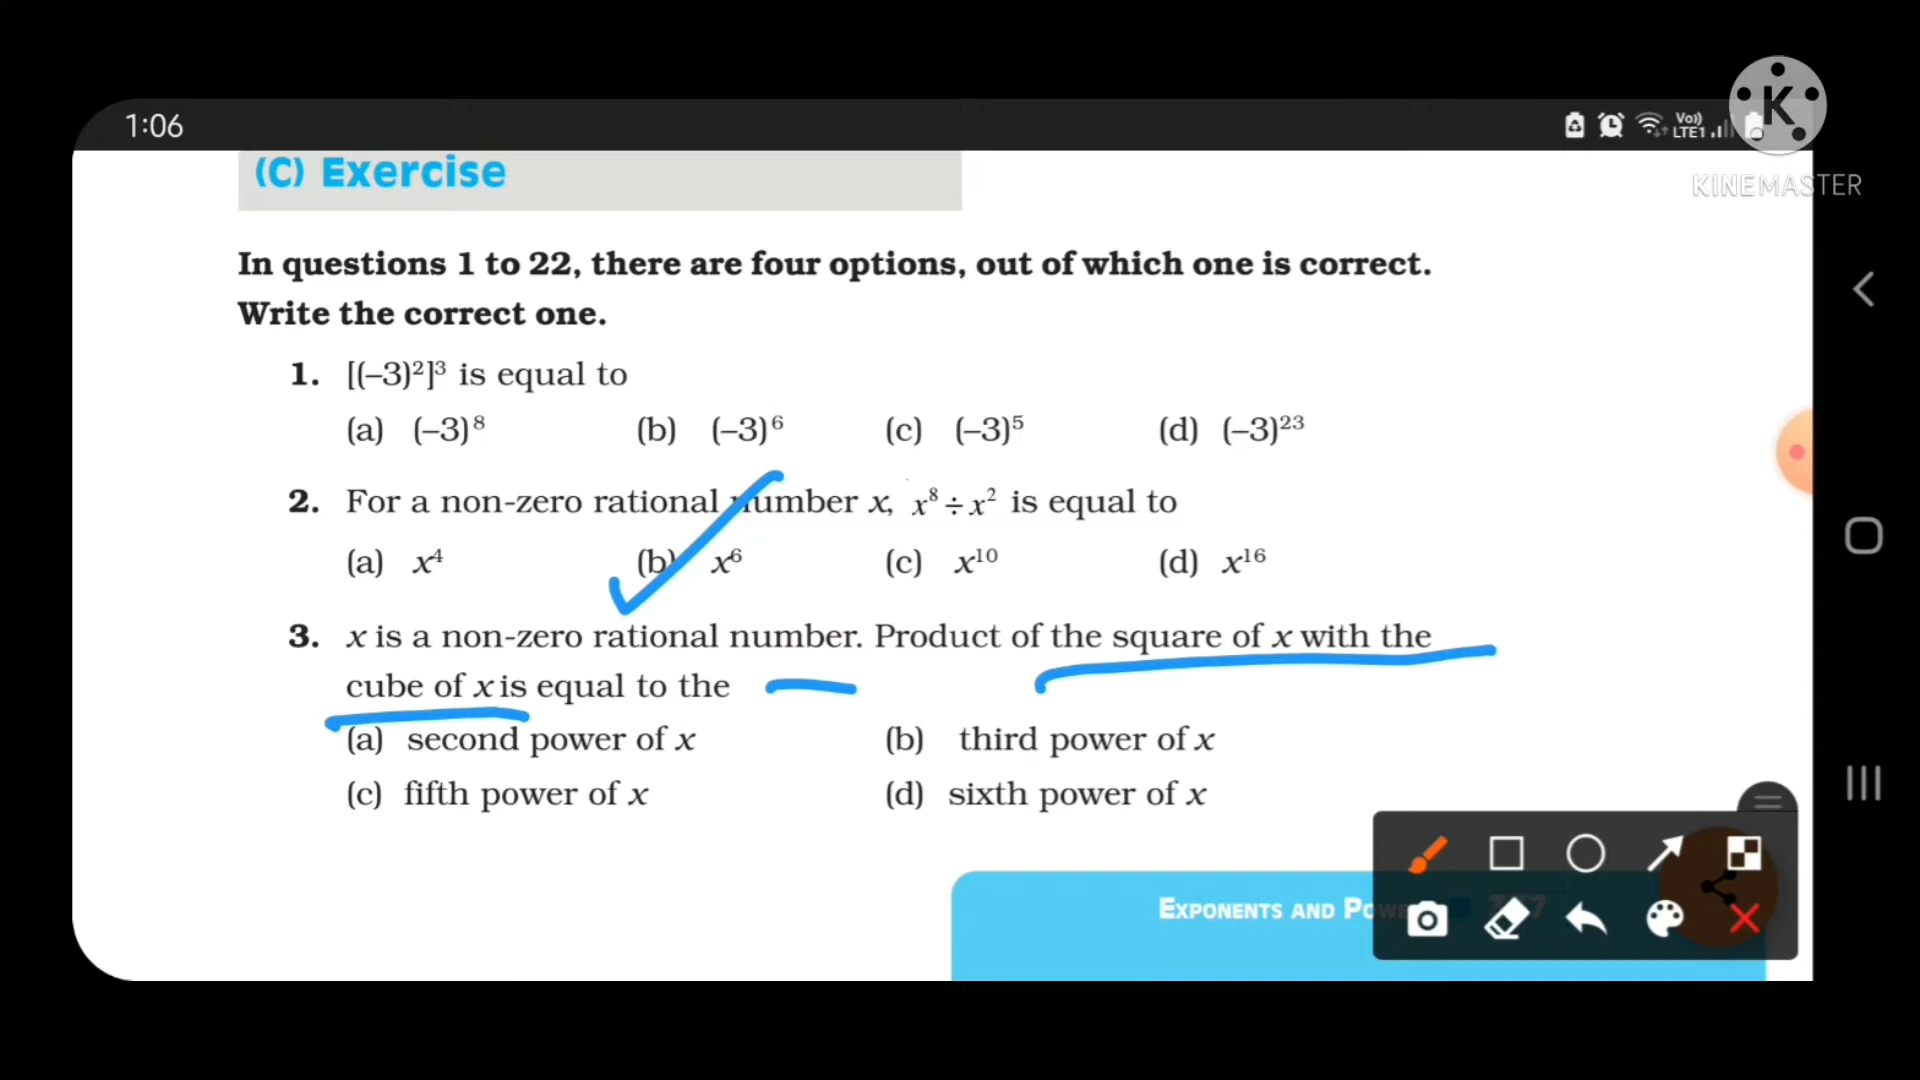 1:06
Vo))
LTE1
K
KINEMASTER
(C) Exercise
In questions 1 to 22, there are four options, out of which one is correct.
Write the correct one.
1. [(–3)²]³ is equal to
(a) (–3)⁸ (b) (–3)⁶ (c) (–3)⁵ (d) (–3)²³
2. For a non-zero rational number x, x⁸ ÷ x² is equal to
(a) x⁴ (b) x⁶ (c) x¹⁰ (d) x¹⁶
3. x is a non-zero rational number. Product of the square of x with the
cube of x is equal to the
(a) second power of x (b) third power of x
(c) fifth power of x (d) sixth power of x
EXPONENTS AND